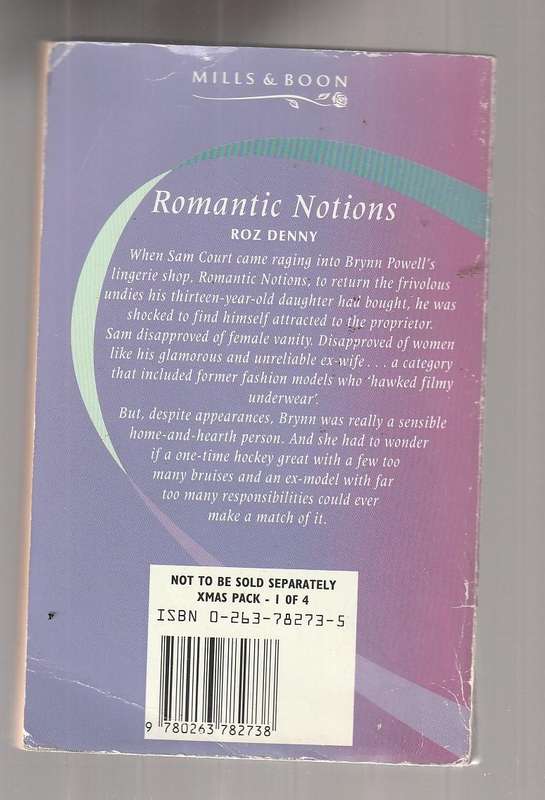 MILLS & BOON
Romantic Notions
ROZ DENNY
When Sam Court came raging into Brynn Powell's
lingerie shop, Romantic Notions, to return the frivolous
undies his thirteen-year-old daughter had bought, he was
shocked to find himself attracted to the proprietor.
Sam disapproved of female vanity. Disapproved of women
like his glamorous and unreliable ex-wife . . . a category
that included former fashion models who 'hawked filmy
underwear'.
But, despite appearances, Brynn was really a sensible
home-and-hearth person. And she had to wonder
if a one-time hockey great with a few too
many bruises and an ex-model with far
too many responsibilities could ever
make a match of it.
NOT TO BE SOLD SEPARATELY
XMAS PACK - 1 OF 4
ISBN 0-263-78273-5
9 780263 782738